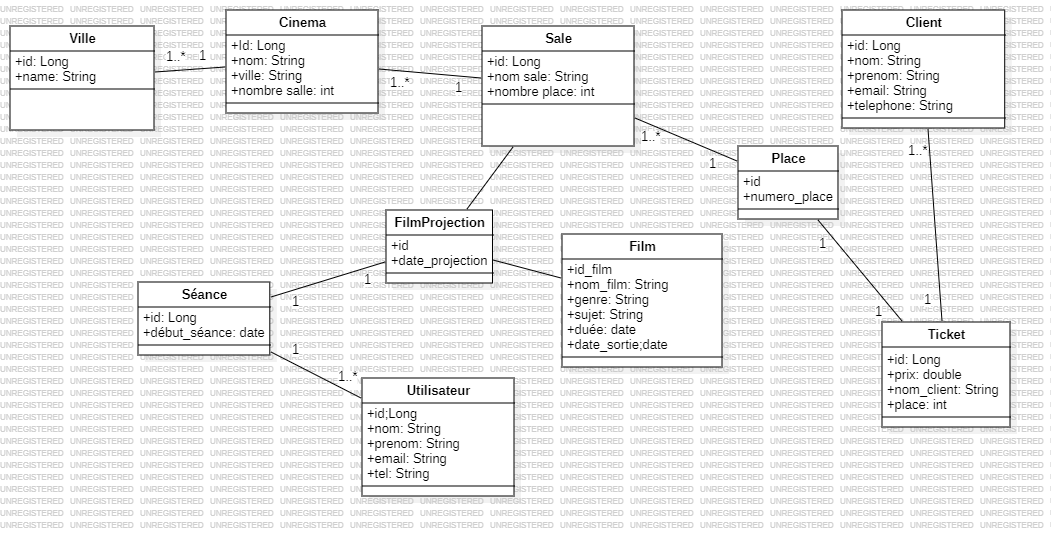 Ville
+id: Long
+name: String
1..*
1
Cinema
+Id: Long
+nom: String
+ville: String
+nombre salle: int
1..*
1
Sale
+id: Long
+nom sale: String
+nombre place: int
1..*
1
Place
+id
+numero_place
1
1
Client
+id: Long
+nom: String
+prenom: String
+email: String
+telephone: String
1..*
1
Ticket
+id: Long
+prix: double
+nom_client: String
+place: int
FilmProjection
+id
+date_projection
1
1
Film
+id_film
+nom_film: String
+genre: String
+sujet: String
+duée: date
+date_sortie;date
Séance
+id: Long
+début_séance: date
1
1..*
Utilisateur
+id;Long
+nom: String
+prenom: String
+email: String
+tel: String
UNREGISTERED